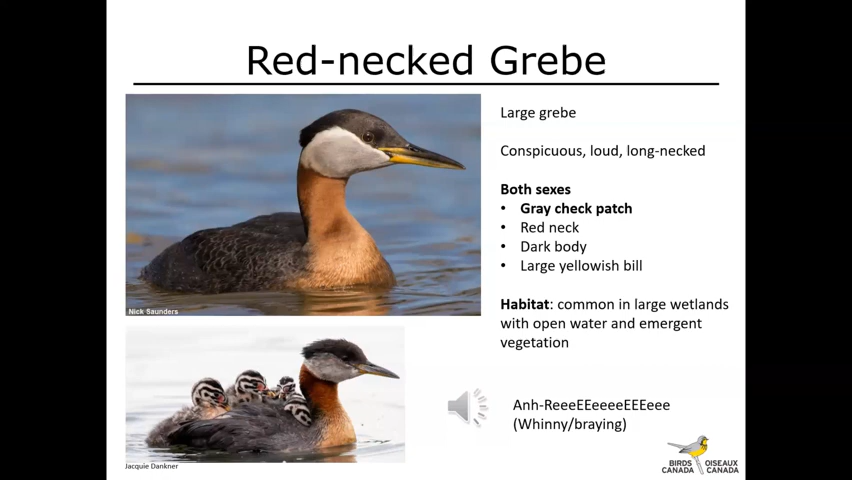 Red-necked Grebe
Large grebe
Conspicuous, loud, long-necked
Both sexes
• Gray check patch
• Red neck
• Dark body
• Large yellowish bill
Habitat: common in large wetlands
with open water and emergent
vegetation
Nick Saunders
Anh-ReeeEEeeeeEEEeee
(Whinny/braying)
Jacquie Dankner
BIRDS OISEAUX
CANADA CANADA